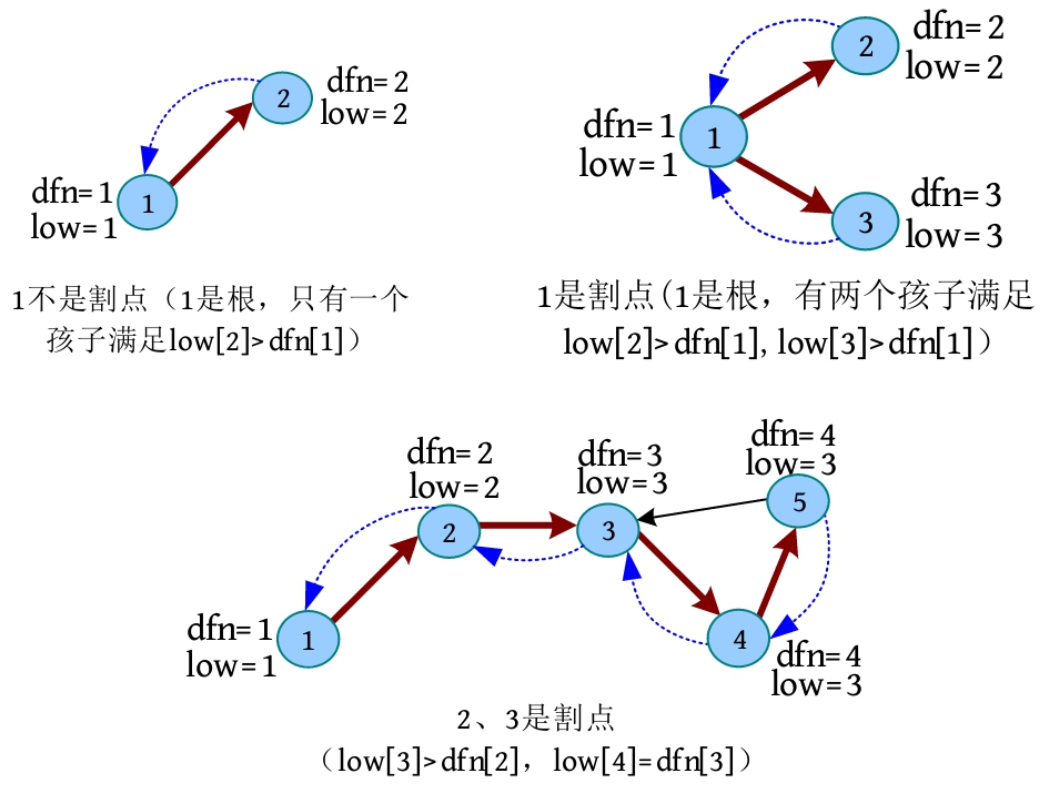 2
dfn=2
low=2
1
dfn=1
low=1
1不是割点（1是根，只有一个
孩子满足low[2]>dfn[1]）
2
dfn=2
low=2
dfn=1
low=1
1
3
dfn=3
low=3
1是割点(1是根，有两个孩子满足
low[2]>dfn[1], low[3]>dfn[1]）
dfn=2
low=2
2
dfn=3
low=3
3
dfn=4
low=3
5
dfn=1
low=1
1
4
dfn=4
low=3
2、3是割点
（low[3]>dfn[2]，low[4]=dfn[3]）